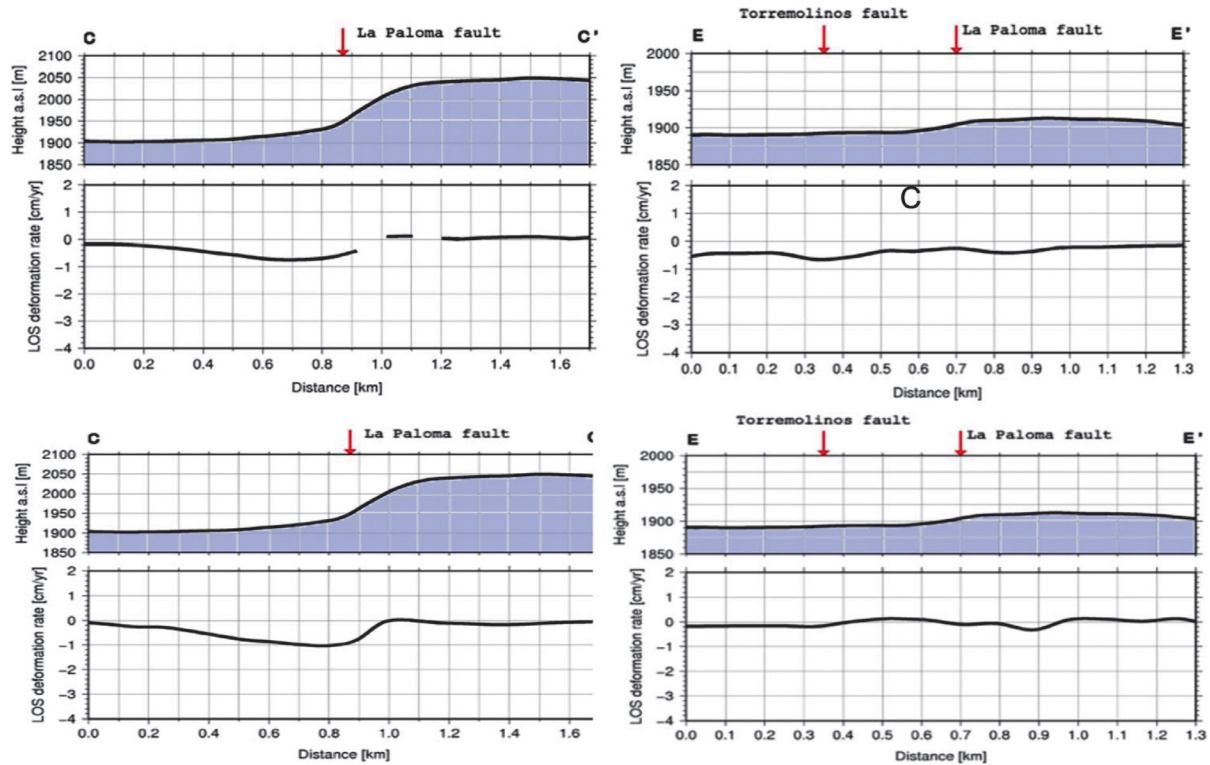 C
La Paloma fault
C'
Height a.s.l [m]
2100
2050
2000
1950
1900
1850
LOS deformation rate [cm/yr]
2
1
0
−1
−2
−3
−4
0.0 0.2 0.4 0.6 0.8 1.0 1.2 1.4 1.6
Distance [km]
Torremolinos fault
E
La Paloma fault
E'
Height a.s.l [m]
2000
1950
1900
1850
C
LOS deformation rate [cm/yr]
2
1
0
−1
−2
−3
−4
0.0 0.1 0.2 0.3 0.4 0.5 0.6 0.7 0.8 0.9 1.0 1.1 1.2 1.3
Distance [km]
C
La Paloma fault
Height a.s.l [m]
2100
2050
2000
1950
1900
1850
LOS deformation rate [cm/yr]
2
1
0
−1
−2
−3
−4
0.0 0.2 0.4 0.6 0.8 1.0 1.2 1.4 1.6
Distance [km]
Torremolinos fault
E
La Paloma fault
E'
Height a.s.l [m]
2000
1950
1900
1850
LOS deformation rate [cm/yr]
2
1
0
−1
−2
−3
−4
0.0 0.1 0.2 0.3 0.4 0.5 0.6 0.7 0.8 0.9 1.0 1.1 1.2 1.3
Distance [km]